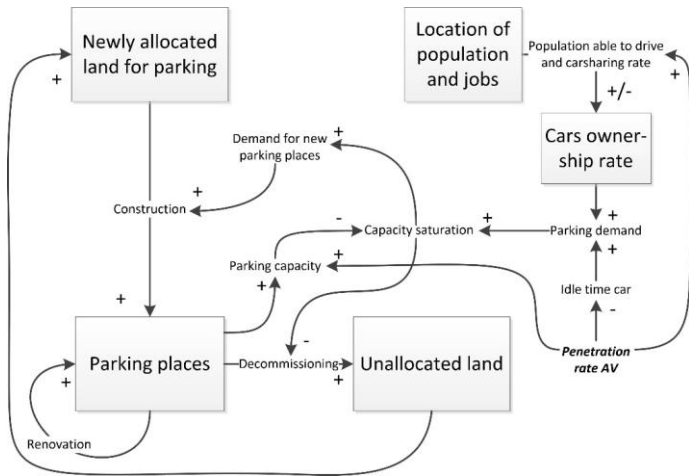 Newly allocated
land for parking
+
Location of
population
and jobs
Population able to drive
and carsharing rate
+
+/-
Cars owner-
ship rate
Demand for new
parking places
+
+
Construction
-
Capacity saturation
+
+
Parking demand
+
+
Parking capacity
+
Idle time car
-
+
Parking places
+
-
Decommissioning
+
Unallocated land
Penetration
rate AV
Renovation